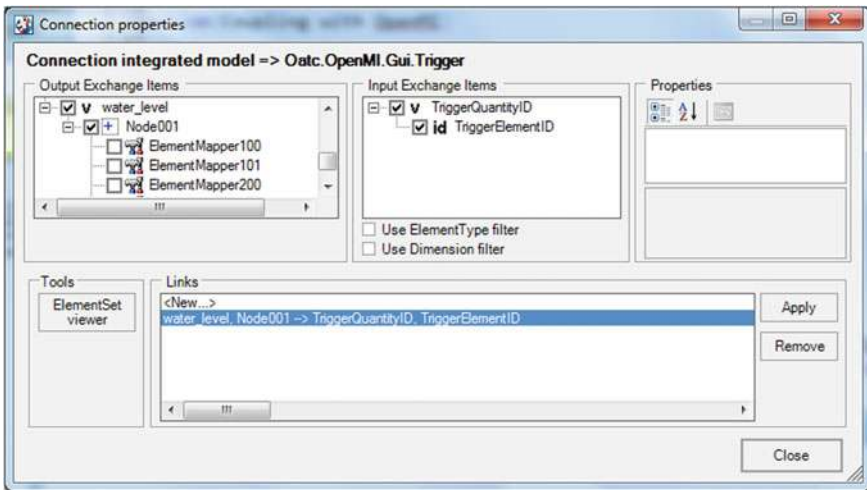 Connection properties
Connection integrated model => Oatc.OpenMI.Gui.Trigger
Output Exchange Items
v water_level
Node001
ElementMapper100
ElementMapper101
ElementMapper200
Input Exchange Items
v TriggerQuantityID
id TriggerElementID
Use ElementType filter
Use Dimension filter
Properties
Tools
ElementSet
viewer
Links
<New...>
water_level, Node001 --> TriggerQuantityID, TriggerElementID
Apply
Remove
Close